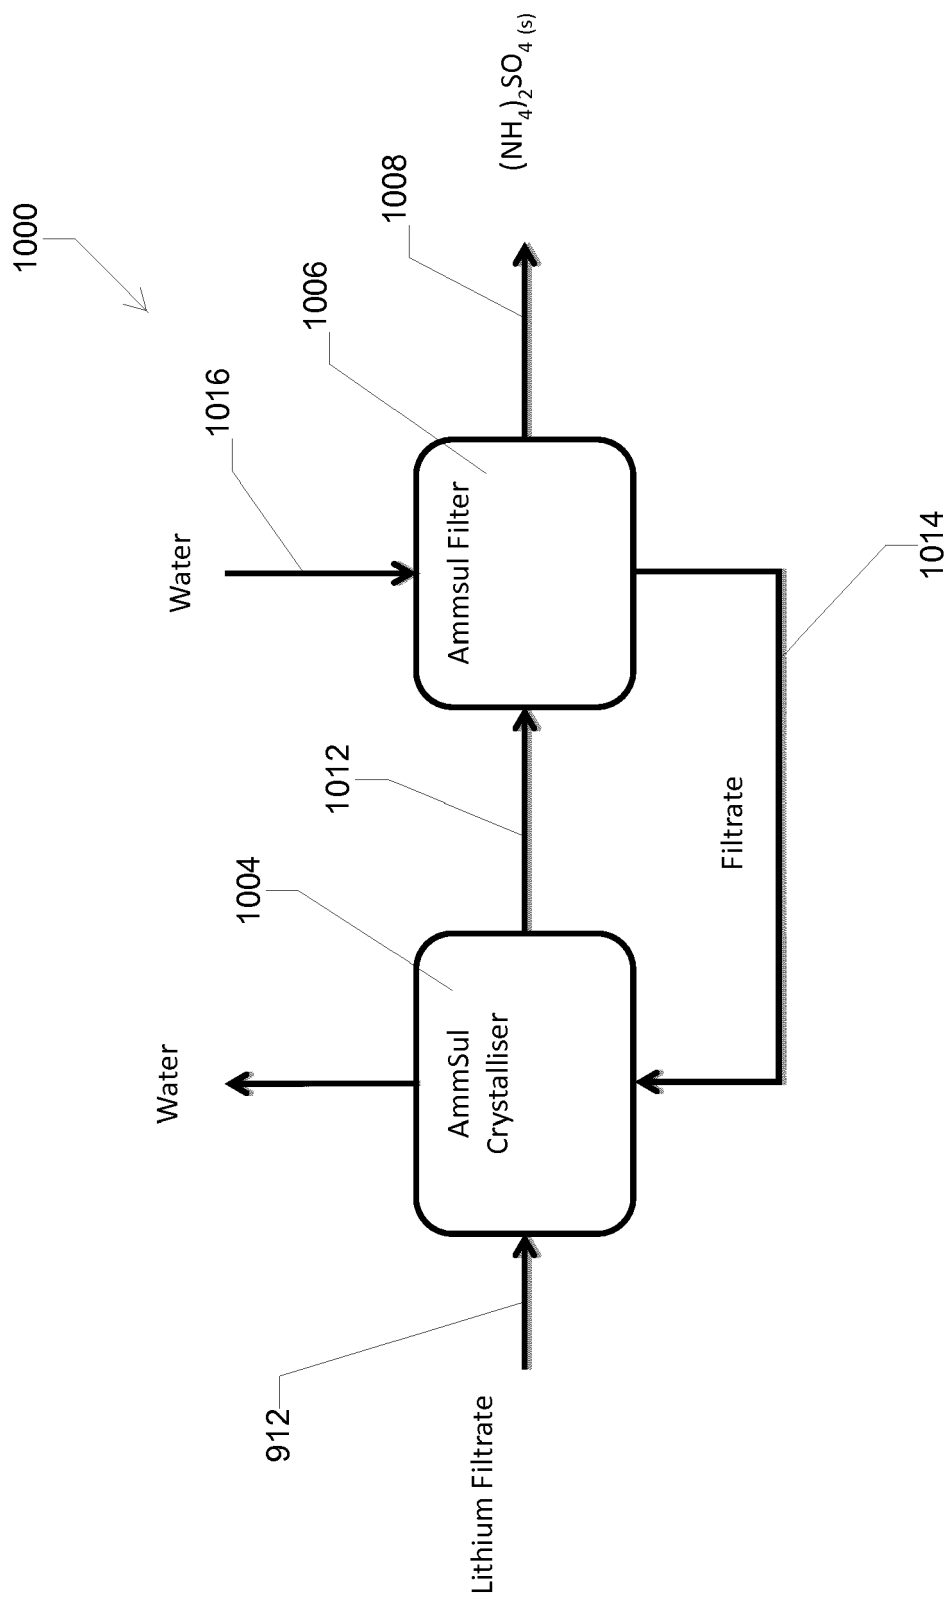 1000
Water
1016
Water
1004
1012
1006
1008
(NH4)2SO4 (s)
912
Lithium Filtrate
AmmSul
Crystalliser
Ammsul Filter
Filtrate
1014